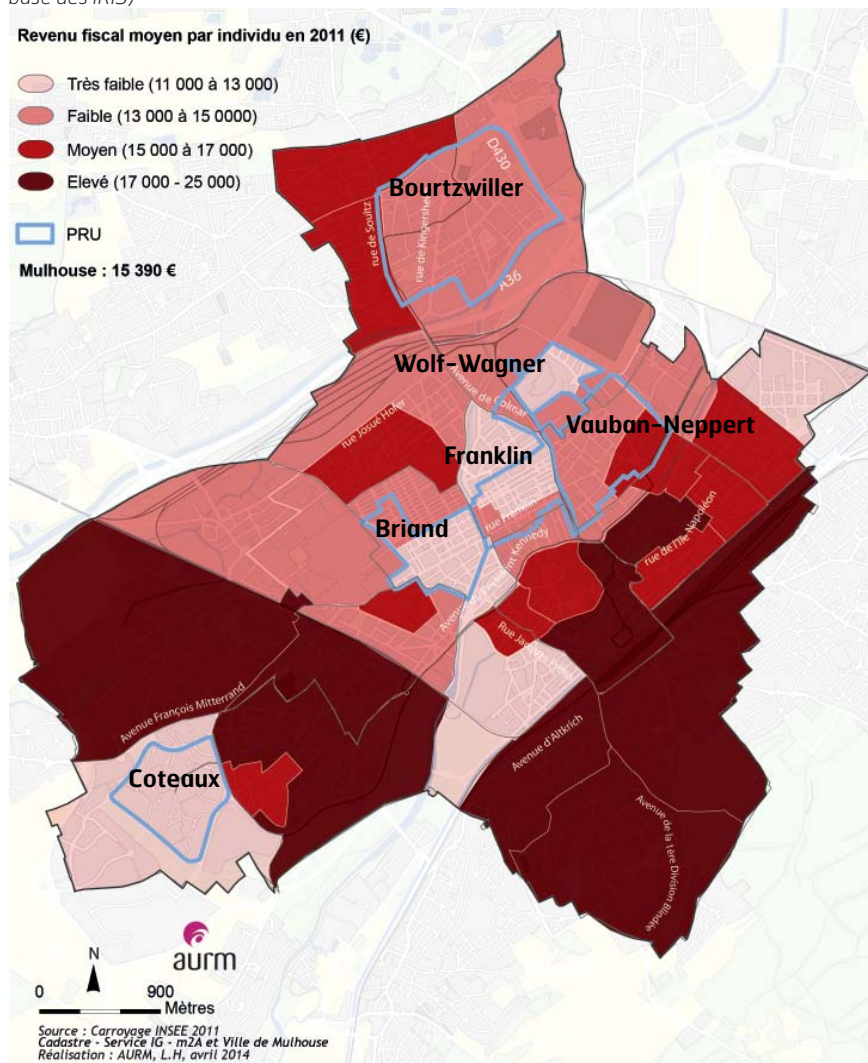 base des IRIS)
Revenu fiscal moyen par individu en 2011 (€)
Très faible (11 000 à 13 000)
Faible (13 000 à 15 0000)
Moyen (15 000 à 17 000)
Elevé (17 000 - 25 000)
PRU
Mulhouse : 15 390 €
D430
Bourtzwiller
rue de Soultz
rue de Kingershei
A36
Wolf-Wagner
Avenue de Colmar
Vauban-Neppert
rue Josué Hofer
Franklin
rue Franklin
Briand
rue de l'Ile Napoléon
Avenue du Président Kennedy
Rue Jacques Preiss
Avenue François Mitterrand
Avenue d'Altkirch
Coteaux
Avenue de la 1ère Division Blindée
aurm
N
0 900
Mètres
Source : Carroyage INSEE 2011
Cadastre - Service IG - m2A et Ville de Mulhouse
Réalisation : AURM, L.H, avril 2014